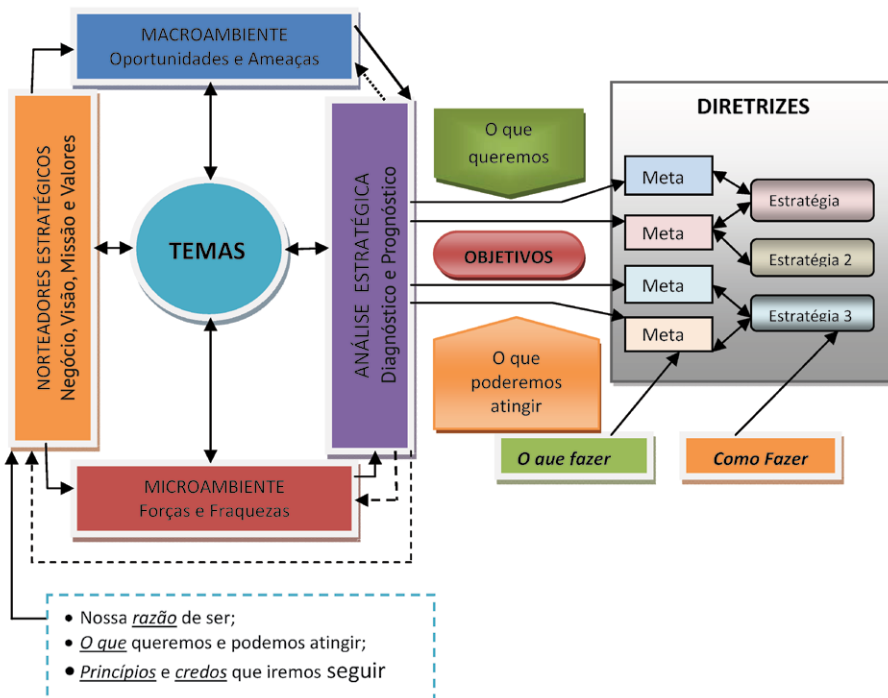 MACROAMBIENTE
Oportunidades e Ameaças
NORTEADORES ESTRATÉGICOS
Negócio, Visão, Missão e Valores
TEMAS
ANÁLISE ESTRATÉGICA
Diagnóstico e Prognóstico
MICROAMBIENTE
Forças e Fraquezas
O que
queremos
OBJETIVOS
O que
poderemos
atingir
DIRETRIZES
Meta
Meta
Meta
Meta
Estratégia
Estratégia 2
Estratégia 3
O que fazer
Como Fazer
• Nossa razão de ser;
• O que queremos e podemos atingir;
• Princípios e credos que iremos seguir